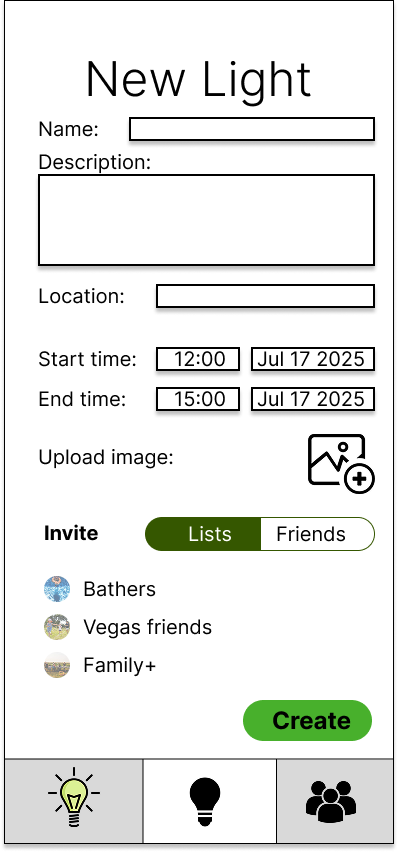 New Light
Name:
Description:
Location:
Start time: 12:00 Jul 17 2025
End time: 15:00 Jul 17 2025
Upload image:
Invite Lists Friends
Bathers
Vegas friends
Family+
Create